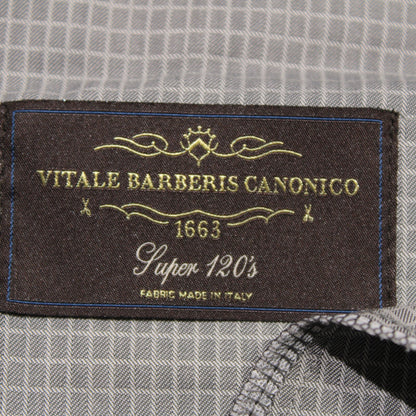 VITALE BARBERIS CANONICO
1663
Super 120's
FABRIC MADE IN ITALY